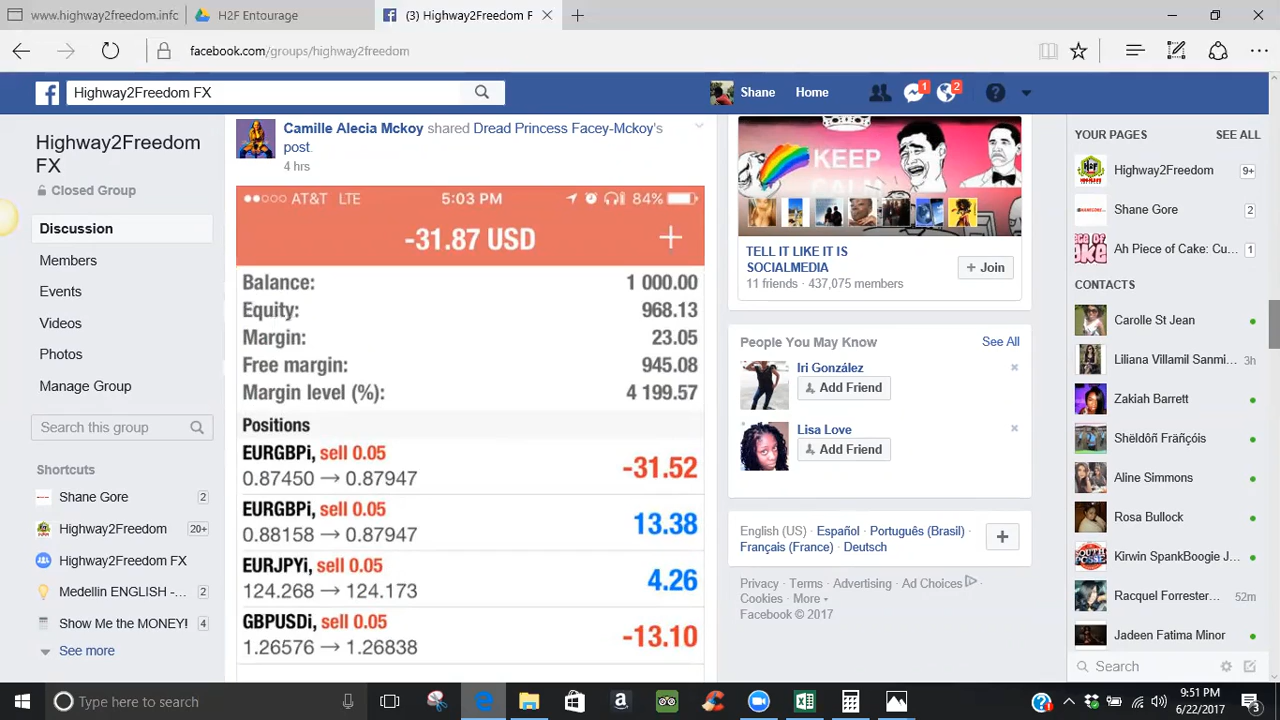 www.highway2freedom.infc
H2F Entourage
(3) Highway2Freedom F
facebook.com/groups/highway2freedom
Highway2Freedom FX
Shane
Home
1
2
Highway2Freedom
FX
Closed Group
Discussion
Members
Events
Videos
Photos
Manage Group
Search this group
Shortcuts
Shane Gore 2
Highway2Freedom 20+
Highway2Freedom FX
Medellin ENGLISH -... 2
Show Me the MONEY! 4
See more
Camille Alecia Mckoy shared Dread Princess Facey-Mckoy's
post.
4 hrs
AT&T LTE 5:03 PM 84%
-31.87 USD
Balance: 1 000.00
Equity: 968.13
Margin: 23.05
Free margin: 945.08
Margin level (%): 4 199.57
Positions
EURGBPi, sell 0.05
0.87450 → 0.87947
-31.52
EURGBPi, sell 0.05
0.88158 → 0.87947
13.38
EURJPYi, sell 0.05
124.268 → 124.173
4.26
GBPUSDi, sell 0.05
1.26576 → 1.26838
-13.10
KEEP
TELL IT LIKE IT IS
SOCIALMEDIA
11 friends · 437,075 members
+ Join
People You May Know
See All
Iri González
Add Friend
Lisa Love
Add Friend
English (US) · Español · Português (Brasil) ·
Français (France) · Deutsch
Privacy · Terms · Advertising · Ad Choices ·
Cookies · More
Facebook © 2017
YOUR PAGES SEE ALL
Highway2Freedom 9+
Shane Gore 2
Ah Piece of Cake: Cu... 1
CONTACTS
Carolle St Jean
Liliana Villamil Sanmi... 3h
Zakiah Barrett
Shëldôñ Fräñçóis
Aline Simmons
Rosa Bullock
Kirwin SpankBoogie J...
Racquel Forrester... 52m
Jadeen Fatima Minor
Search
Type here to search
9:51 PM
6/22/2017
3